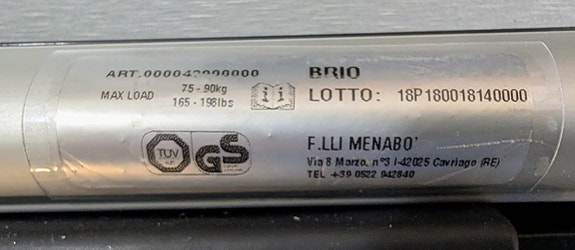 ART.000042000000
MAX LOAD 75 - 90kg
165 - 198lbs
BRIO
LOTTO: 18P180018140000
TÜV
GS
F.LLI MENABO'
Via 8 Marzo, n°3 I-42025 Cavriago (RE)
TEL +39 0522 942840